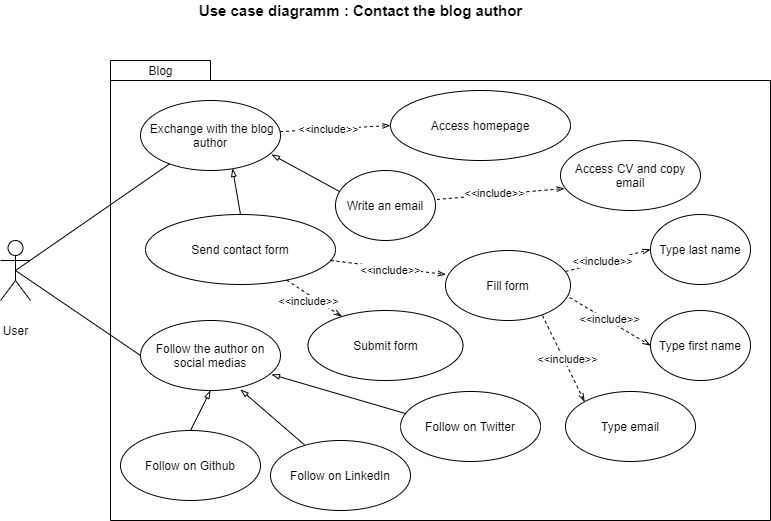 Use case diagramm : Contact the blog author
Blog
Exchange with the blog
author
<<include>>
Access homepage
Access CV and copy
email
<<include>>
Write an email
Send contact form
<<include>>
Type last name
<<include>>
Fill form
<<include>>
<<include>>
Type first name
User
Submit form
Follow the author on
social medias
<<include>>
Follow on Twitter
Type email
Follow on Github
Follow on LinkedIn